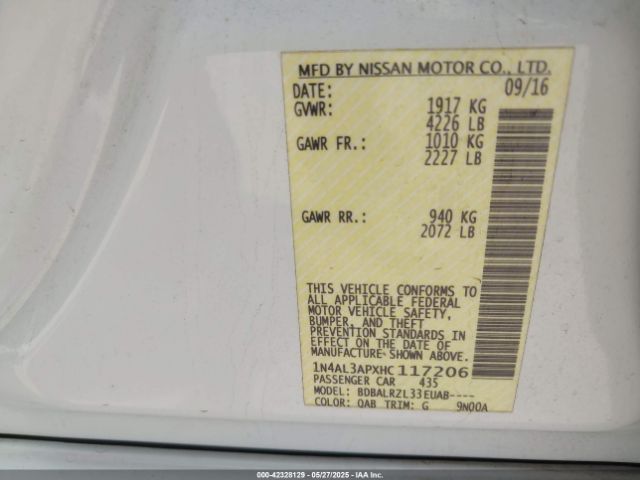 MFD BY NISSAN MOTOR CO., LTD.
DATE: 09/16
GVWR: 1917 KG
4226 LB
GAWR FR.: 1010 KG
2227 LB
GAWR RR.: 940 KG
2072 LB
THIS VEHICLE CONFORMS TO
ALL APPLICABLE FEDERAL
MOTOR VEHICLE SAFETY,
BUMPER, AND THEFT
PREVENTION STANDARDS IN
EFFECT ON THE DATE OF
MANUFACTURE SHOWN ABOVE.
1N4AL3APXHC117206
PASSENGER CAR 435
MODEL: BDBALRZL33EUAB----
COLOR: QAB TRIM: G 9N00A
000-42328129 - 05/27/2025 - IAA, Inc.